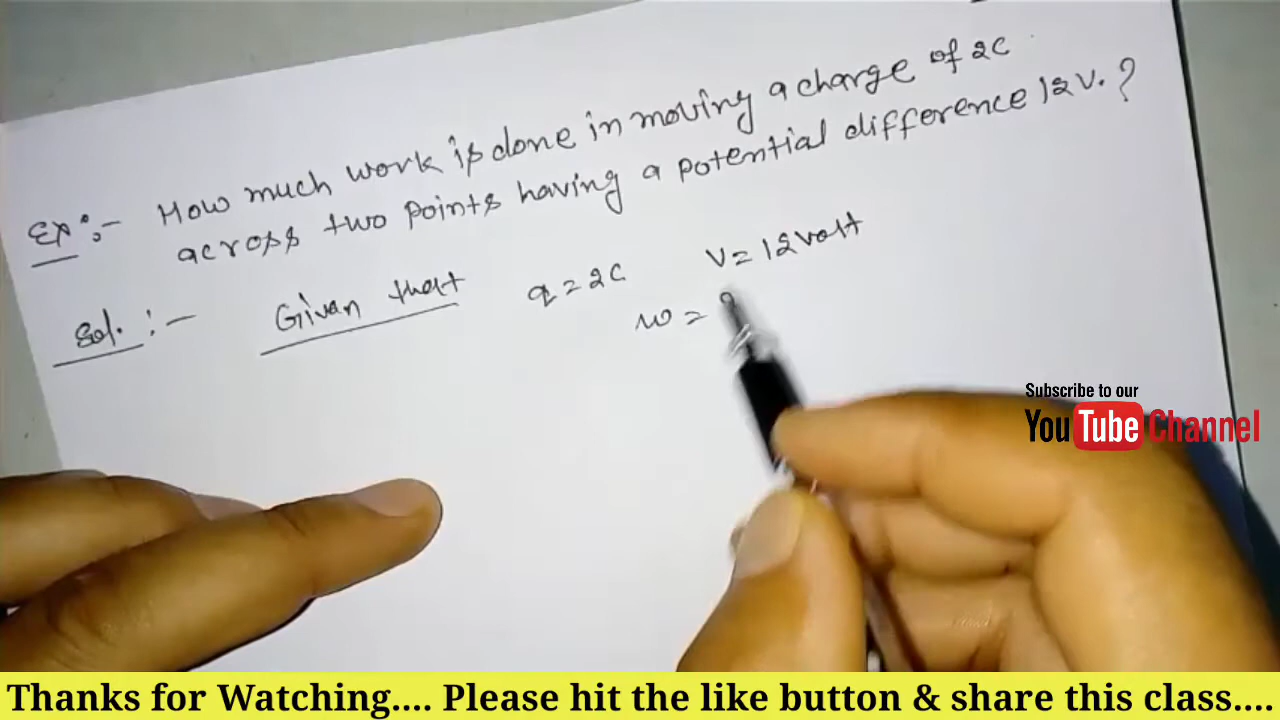 Ex:- How much work is done in moving a charge of 2C
across two points having a potential difference 12V.?
Sol. :- Given that q = 2C V = 12 volt
w = ?
Subscribe to our
YouTube Channel
Thanks for Watching.... Please hit the like button & share this class....